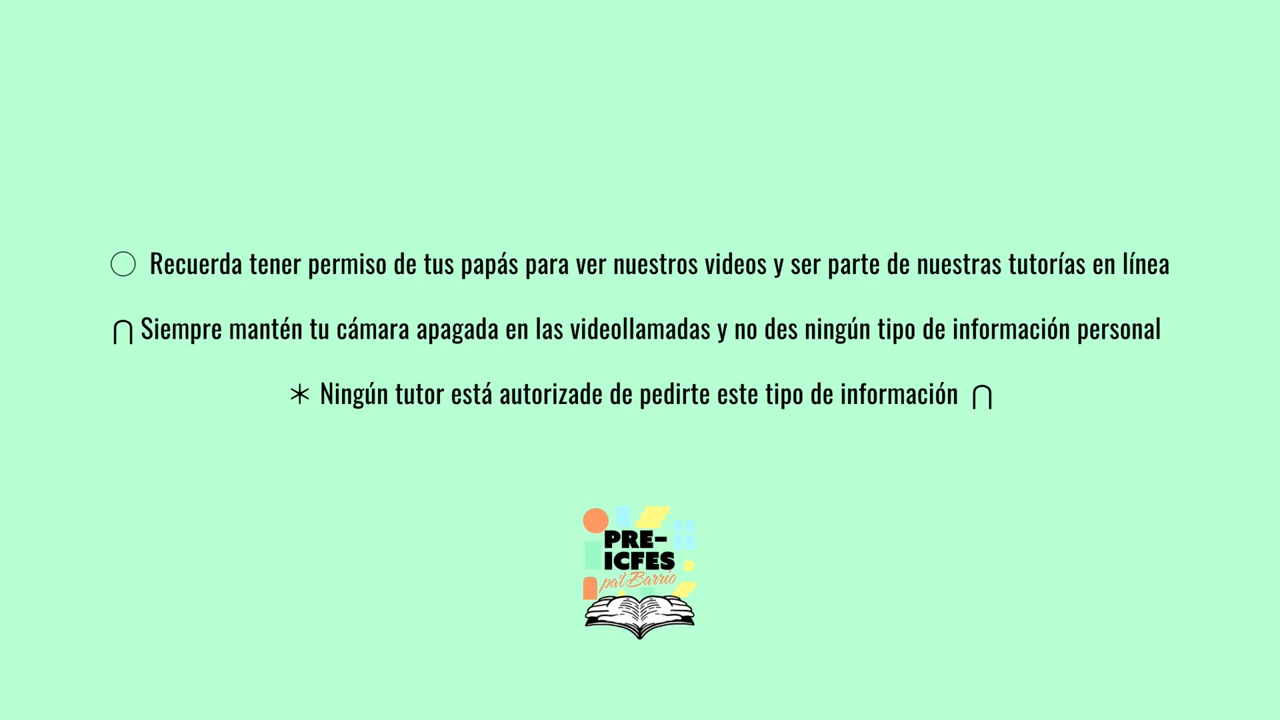 ○ Recuerda tener permiso de tus papás para ver nuestros videos y ser parte de nuestras tutorías en línea
⋂ Siempre mantén tu cámara apagada en las videollamadas y no des ningún tipo de información personal
✳ Ningún tutor está autorizade de pedirte este tipo de información ⋂
PRE-
ICFES
pa'l Barrio